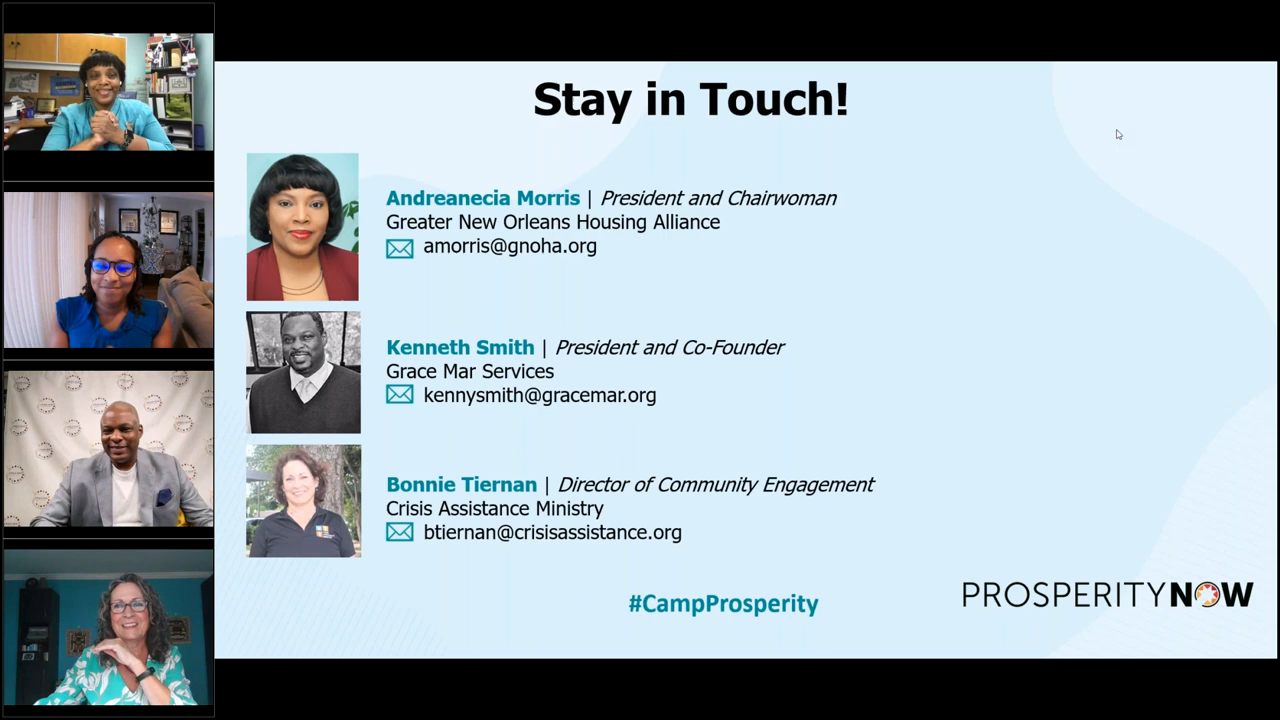 Stay in Touch!
Andreanecia Morris | President and Chairwoman
Greater New Orleans Housing Alliance
amorris@gnoha.org
Kenneth Smith | President and Co-Founder
Grace Mar Services
kennysmith@gracemar.org
Bonnie Tiernan | Director of Community Engagement
Crisis Assistance Ministry
btiernan@crisisassistance.org
#CampProsperity
PROSPERITY NOW